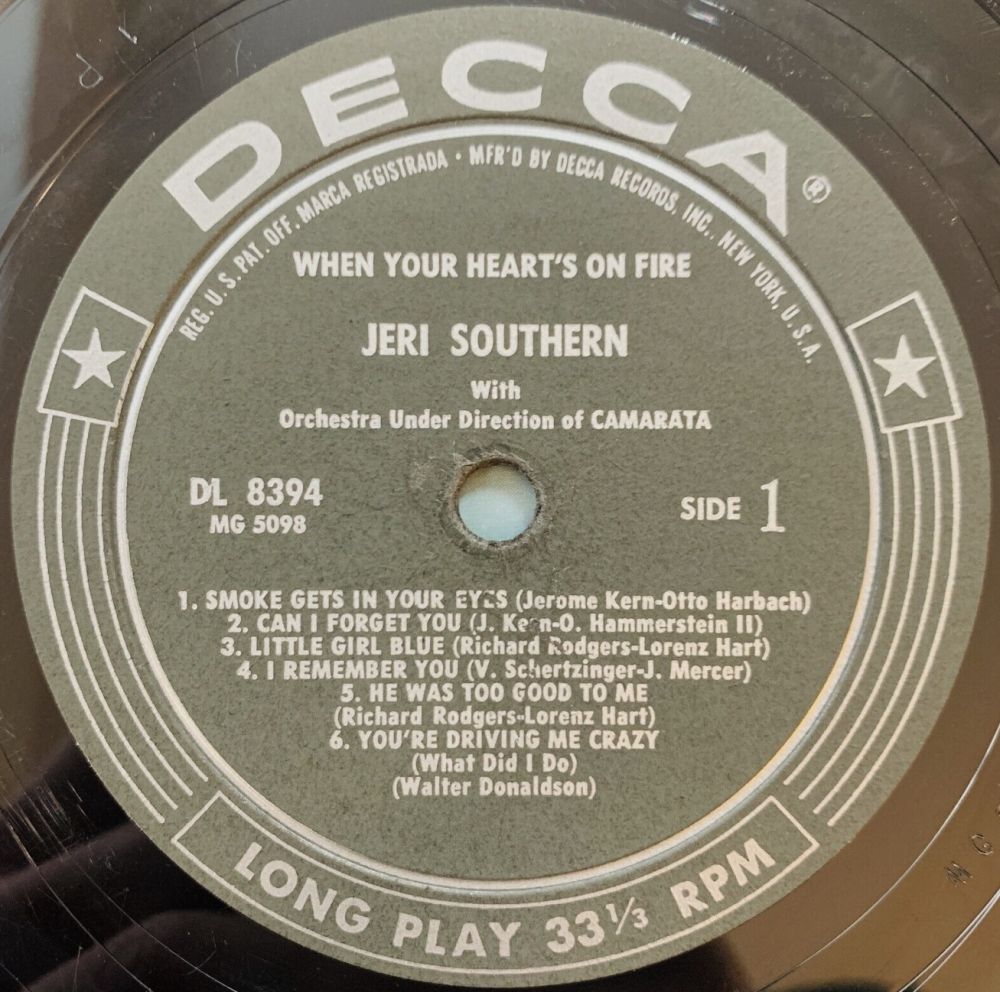 DECCA®
REG. U.S. PAT. OFF. MARCA REGISTRADA • MFR'D BY DECCA RECORDS, INC., NEW YORK, U.S.A.
WHEN YOUR HEART'S ON FIRE
JERI SOUTHERN
With
Orchestra Under Direction of CAMARATA
DL 8394
MG 5098
SIDE 1
1. SMOKE GETS IN YOUR EYES (Jerome Kern-Otto Harbach)
2. CAN I FORGET YOU (J. Kern-O. Hammerstein II)
3. LITTLE GIRL BLUE (Richard Rodgers-Lorenz Hart)
4. I REMEMBER YOU (V. Schertzinger-J. Mercer)
5. HE WAS TOO GOOD TO ME
(Richard Rodgers-Lorenz Hart)
6. YOU'RE DRIVING ME CRAZY
(What Did I Do)
(Walter Donaldson)
LONG PLAY 33⅓ RPM